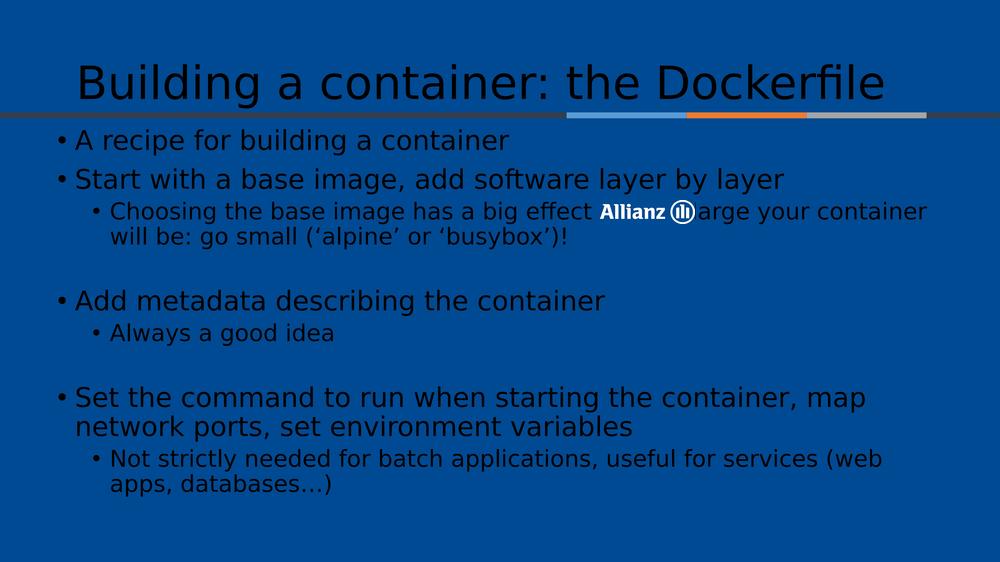 Building a container: the Dockerfile
• A recipe for building a container
• Start with a base image, add software layer by layer
• Choosing the base image has a big effect Allianz arge your container
will be: go small (‘alpine’ or ‘busybox’)!
• Add metadata describing the container
• Always a good idea
• Set the command to run when starting the container, map
network ports, set environment variables
• Not strictly needed for batch applications, useful for services (web
apps, databases…)